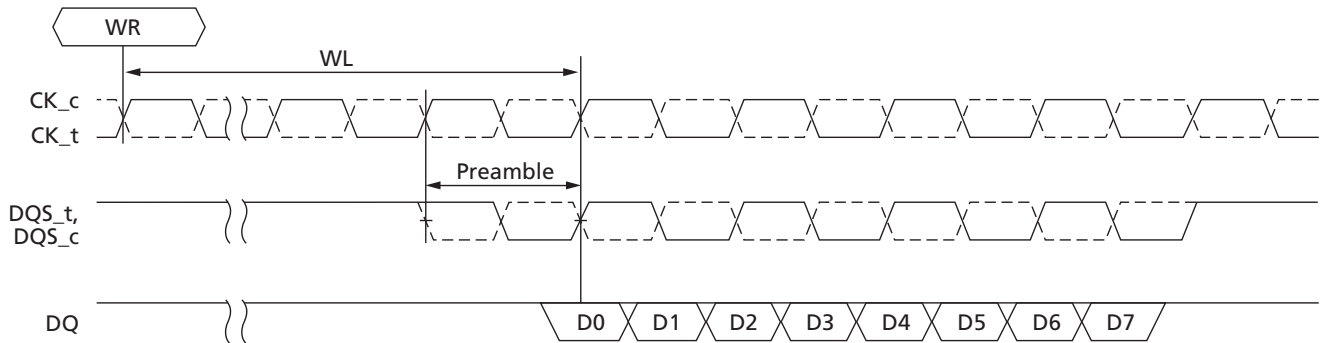 WR
WL
CK_c
CK_t
Preamble
DQS_t,
DQS_c
DQ
D0 D1 D2 D3 D4 D5 D6 D7